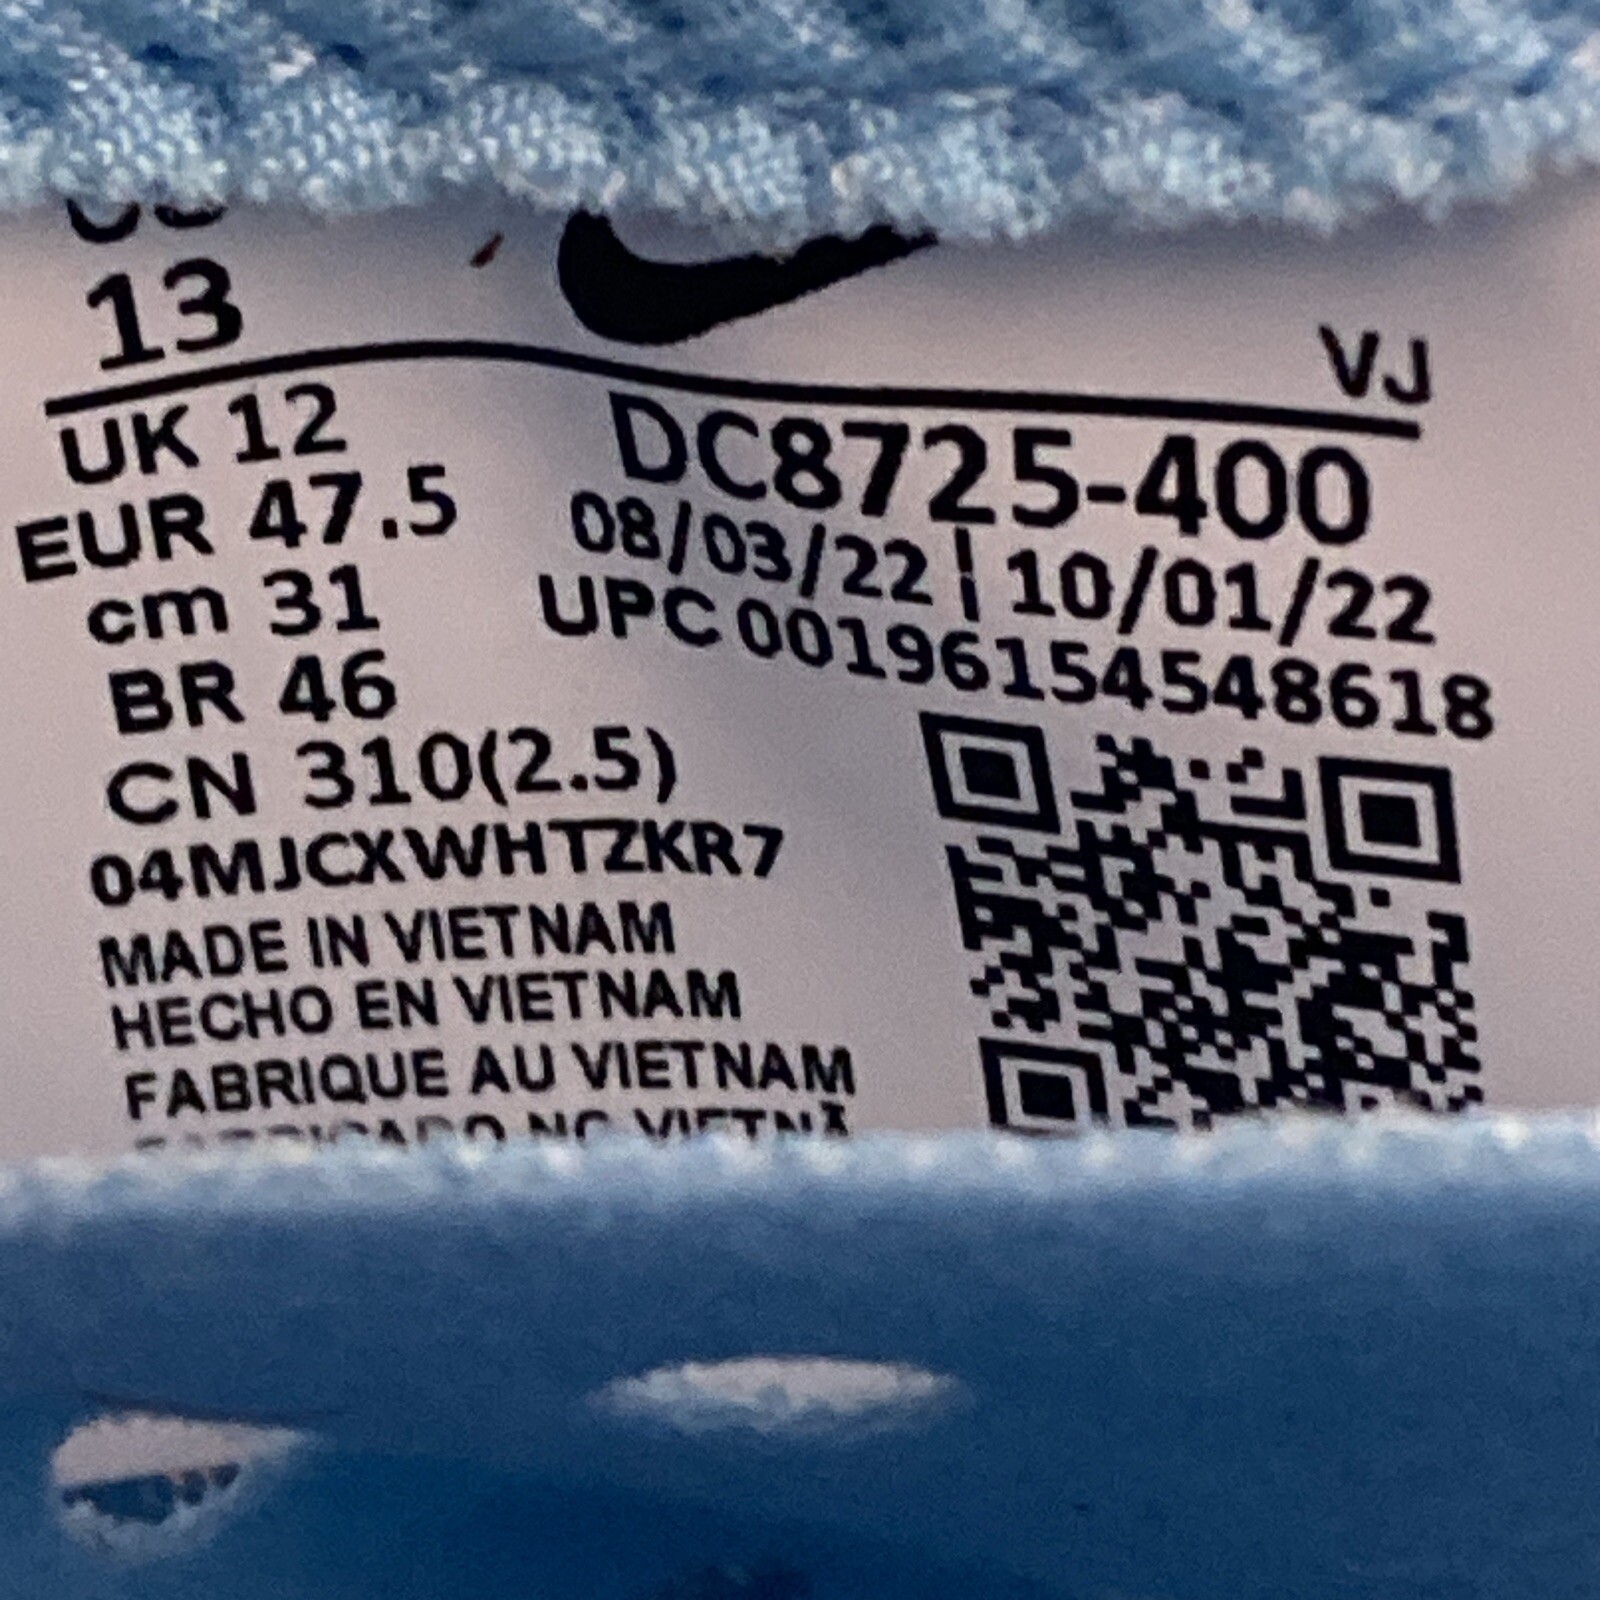 13
VJ
UK 12
EUR 47.5
cm 31
BR 46
CN 310(2.5)
04MJCXWHTZKR7
MADE IN VIETNAM
HECHO EN VIETNAM
FABRIQUE AU VIETNAM
DC8725-400
08/03/22 | 10/01/22
UPC 00196154548618